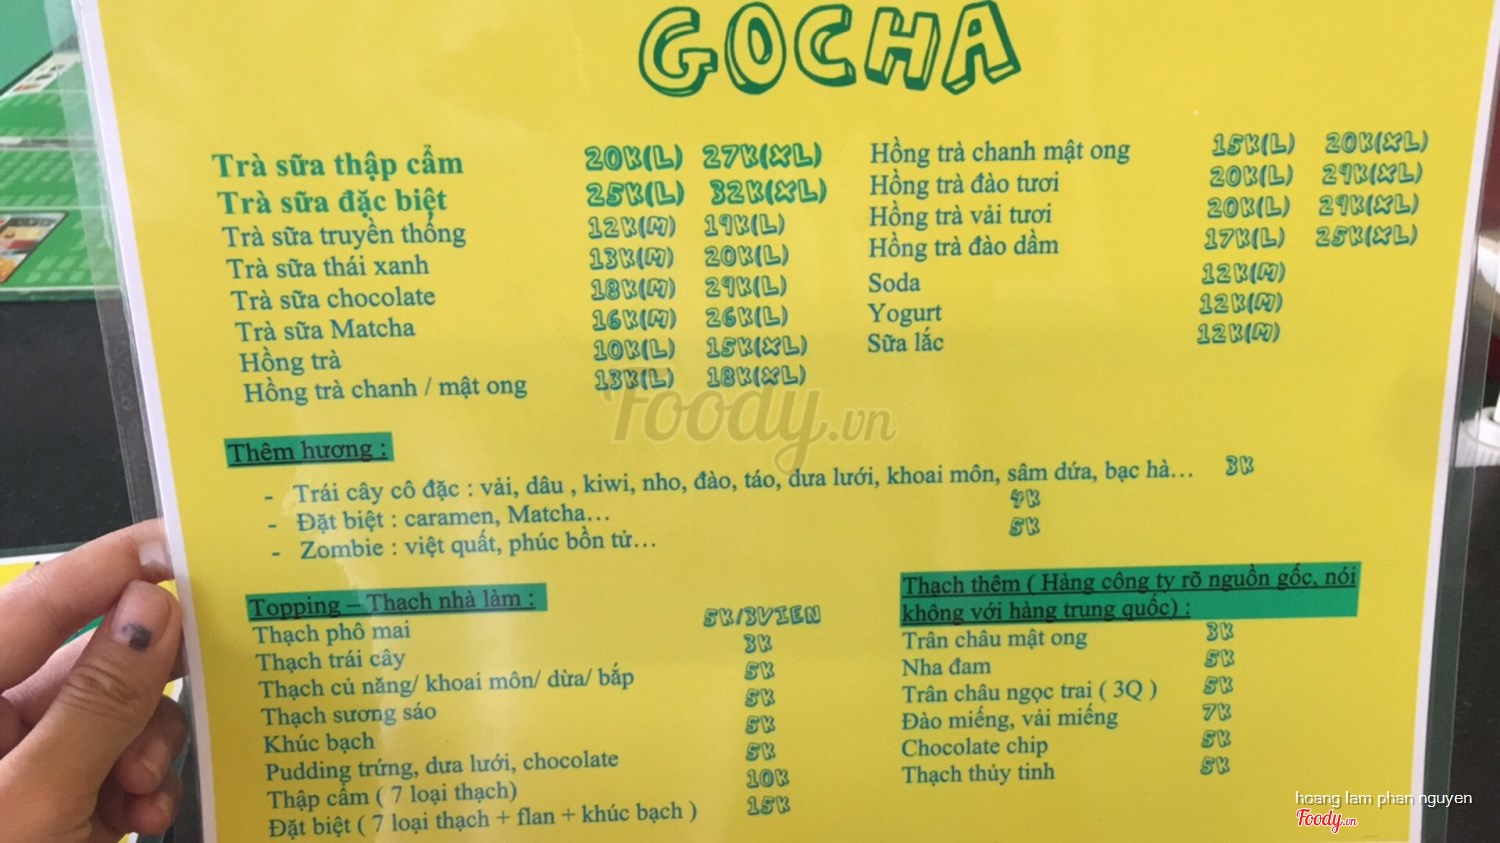 GOCHA
Trà sữa thập cẩm 20K(L) 27K(XL)
Trà sữa đặc biệt 25K(L) 32K(XL)
Trà sữa truyền thống 12K(M) 19K(L)
Trà sữa thái xanh 13K(M) 20K(L)
Trà sữa chocolate 18K(M) 29K(L)
Trà sữa Matcha 16K(M) 26K(L)
Hồng trà 10K(L) 15K(XL)
Hồng trà chanh / mật ong 13K(L) 18K(XL)
Hồng trà chanh mật ong 15K(L) 20K(XL)
Hồng trà đào tươi 20K(L) 29K(XL)
Hồng trà vải tươi 20K(L) 29K(XL)
Hồng trà đào dầm 17K(L) 25K(XL)
Soda 12K(M)
Yogurt 12K(M)
Sữa lắc 12K(M)
Foody.vn
Thêm hương :
- Trái cây cô đặc : vải, dâu , kiwi, nho, đào, táo, dưa lưới, khoai môn, sâm dứa, bạc hà... 3K
- Đặt biệt : caramen, Matcha... 4K
- Zombie : việt quất, phúc bồn tử... 5K
Topping – Thạch nhà làm :
Thạch phô mai 5K/3VIEN
Thạch trái cây 3K
Thạch củ năng/ khoai môn/ dừa/ bắp 5K
Thạch sương sáo 5K
Khúc bạch 5K
Pudding trứng, dưa lưới, chocolate 5K
Thập cẩm ( 7 loại thạch) 10K
Đặt biệt ( 7 loại thạch + flan + khúc bạch ) 15K
Thạch thêm ( Hàng công ty rõ nguồn gốc, nói
không với hàng trung quốc) :
Trân châu mật ong 3K
Nha đam 5K
Trân châu ngọc trai ( 3Q ) 5K
Đào miếng, vải miếng 7K
Chocolate chip 5K
Thạch thủy tinh 5K
hoang lam phan nguyen
Foody.vn